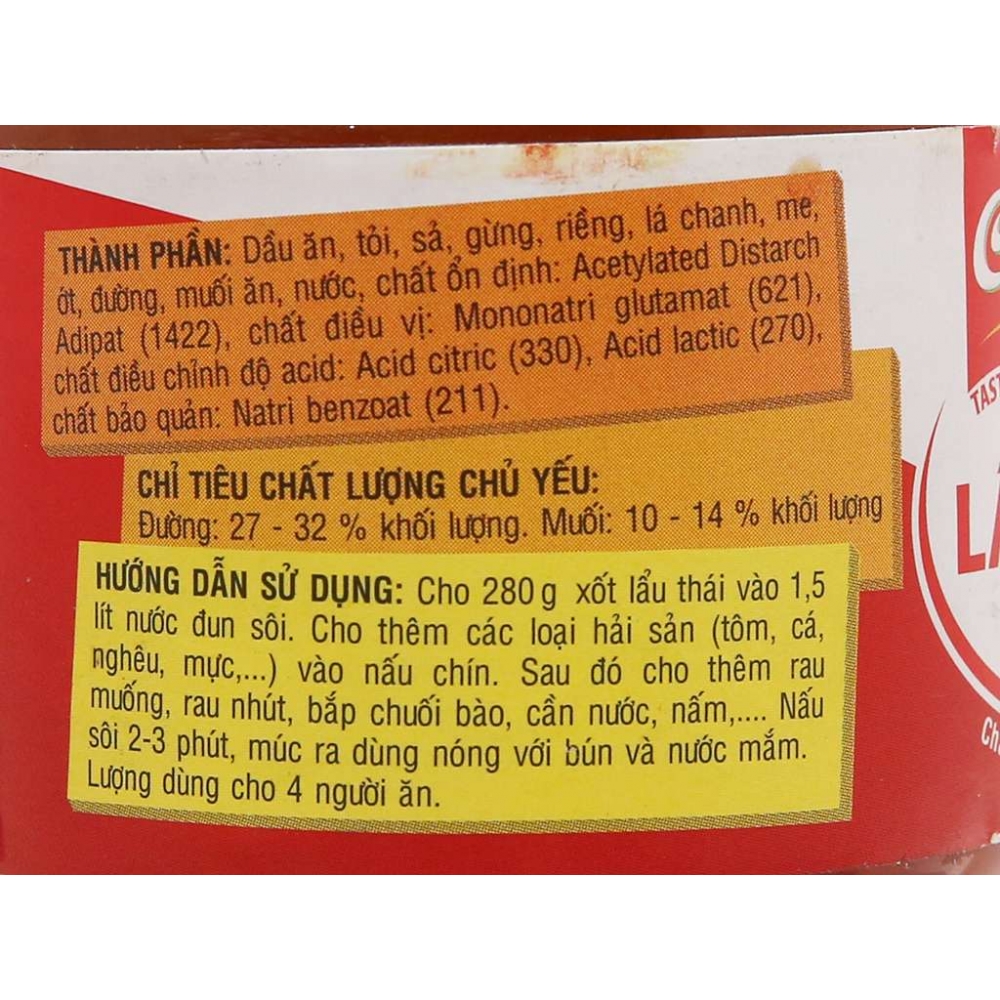 THÀNH PHẦN: Dầu ăn, tỏi, sả, gừng, riềng, lá chanh, me,
ớt, đường, muối ăn, nước, chất ổn định: Acetylated Distarch
Adipat (1422), chất điều vị: Mononatri glutamat (621),
chất điều chỉnh độ acid: Acid citric (330), Acid lactic (270),
chất bảo quản: Natri benzoat (211).
CHỈ TIÊU CHẤT LƯỢNG CHỦ YẾU:
Đường: 27 - 32 % khối lượng. Muối: 10 - 14 % khối lượng
HƯỚNG DẪN SỬ DỤNG: Cho 280g xốt lẩu thái vào 1,5
lít nước đun sôi. Cho thêm các loại hải sản (tôm, cá,
nghêu, mực,...) vào nấu chín. Sau đó cho thêm rau
muống, rau nhút, bắp chuối bào, cần nước, nấm,.... Nấu
sôi 2-3 phút, múc ra dùng nóng với bún và nước mắm.
Lượng dùng cho 4 người ăn.